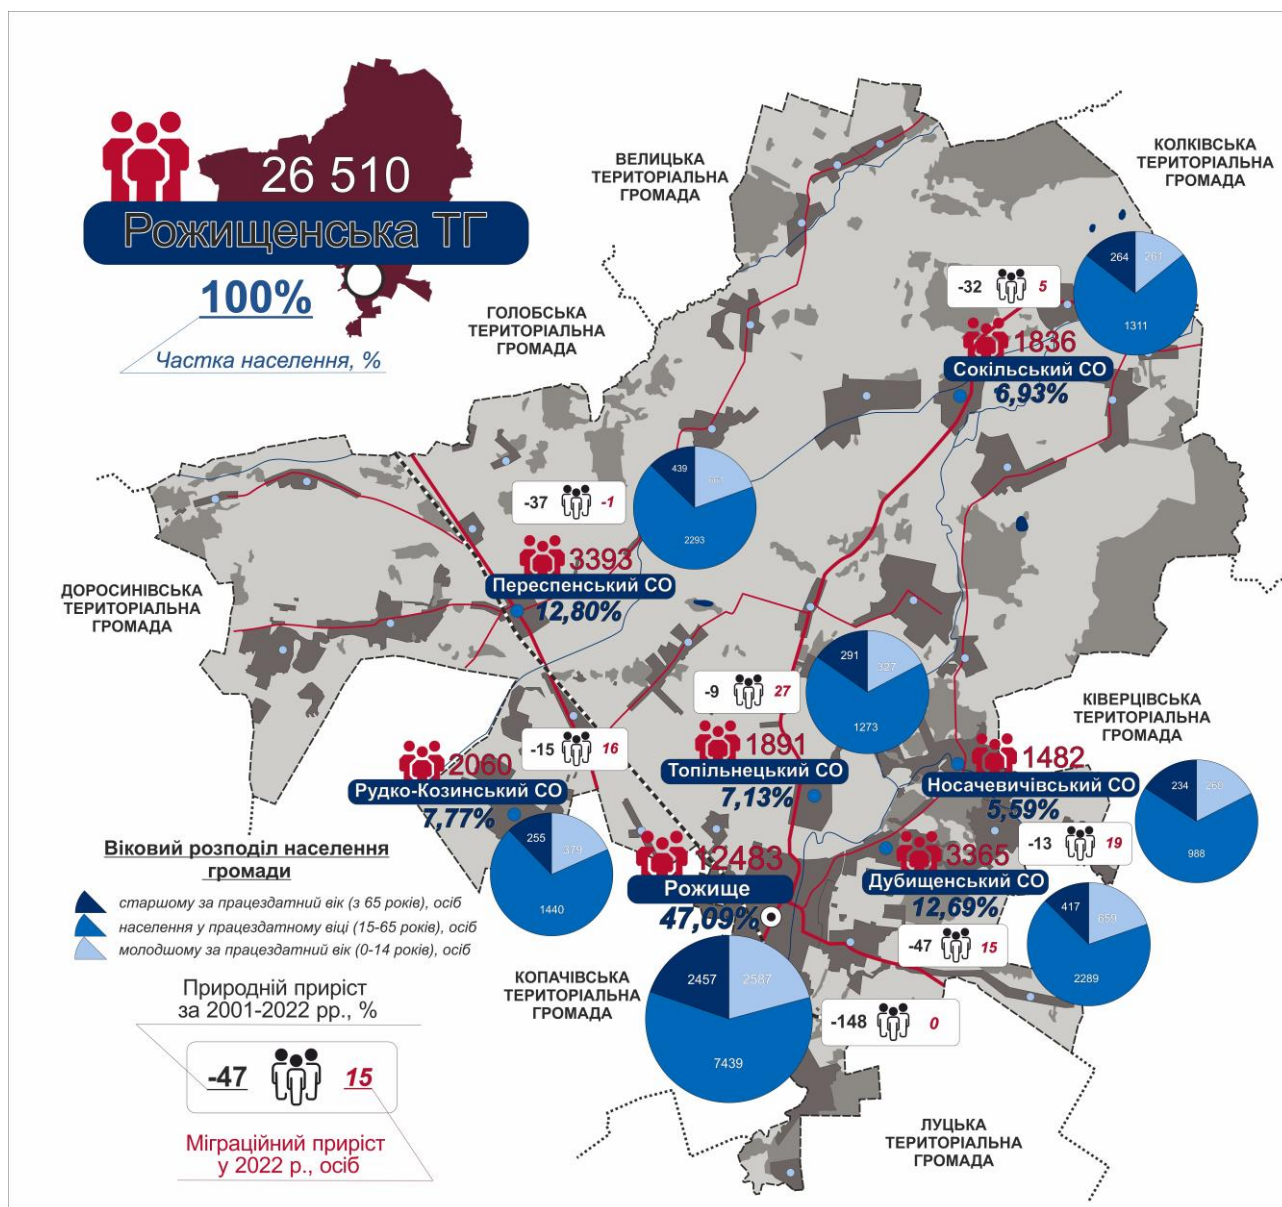 26 510
Рожищенська ТГ
100%
Частка населення, %
ВЕЛИЦЬКА
ТЕРИТОРІАЛЬНА
ГРОМАДА
КОЛКІВСЬКА
ТЕРИТОРІАЛЬНА
ГРОМАДА
ГОЛОБСЬКА
ТЕРИТОРІАЛЬНА
ГРОМАДА
264
261
1311
-32
5
1836
Сокільський СО
6,93%
439
661
2293
-37
-1
3393
Переспенський СО
12,80%
ДОРОСИНІВСЬКА
ТЕРИТОРІАЛЬНА
ГРОМАДА
291
327
1273
-9
27
1891
Топільнецький СО
7,13%
КІВЕРЦІВСЬКА
ТЕРИТОРІАЛЬНА
ГРОМАДА
-15
16
2060
Рудко-Козинський СО
7,77%
255
379
1440
1482
Носачевичівський СО
5,59%
234
260
988
-13
19
12483
Рожище
47,09%
2457
2587
7439
-148
0
3365
Дубищенський СО
12,69%
417
659
2289
-47
15
КОПАЧІВСЬКА
ТЕРИТОРІАЛЬНА
ГРОМАДА
ЛУЦЬКА
ТЕРИТОРІАЛЬНА
ГРОМАДА
Віковий розподіл населення
громади
старшому за працездатний вік (з 65 років), осіб
населення у працездатному віці (15-65 років), осіб
молодшому за працездатний вік (0-14 років), осіб
Природній приріст
за 2001-2022 рр., %
-47
15
Міграційний приріст
у 2022 р., осіб